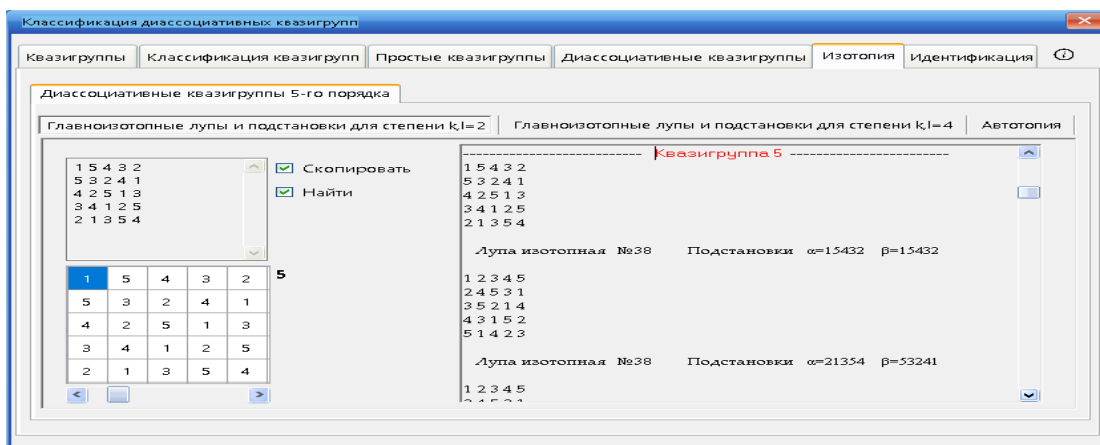 Классификация диассоциативных квазигрупп
Квазигруппы Классификация квазигрупп Простые квазигруппы Диассоциативные квазигруппы Изотопия Идентификация
Диассоциативные квазигруппы 5-го порядка
Главноизотопные лупы и подстановки для степени k,l=2 Главноизотопные лупы и подстановки для степени k,l=4 Автотопия
1 5 4 3 2
5 3 2 4 1
4 2 5 1 3
3 4 1 2 5
2 1 3 5 4
Скопировать
Найти
1 5 4 3 2
5 3 2 4 1
4 2 5 1 3
3 4 1 2 5
2 1 3 5 4
5
-------------------------- Квазигруппа 5 -----------------------
1 5 4 3 2
5 3 2 4 1
4 2 5 1 3
3 4 1 2 5
2 1 3 5 4
Лупа изотопная №38 Подстановки α=15432 β=15432
1 2 3 4 5
2 4 5 3 1
3 5 2 1 4
4 3 1 5 2
5 1 4 2 3
Лупа изотопная №38 Подстановки α=21354 β=53241
1 2 3 4 5